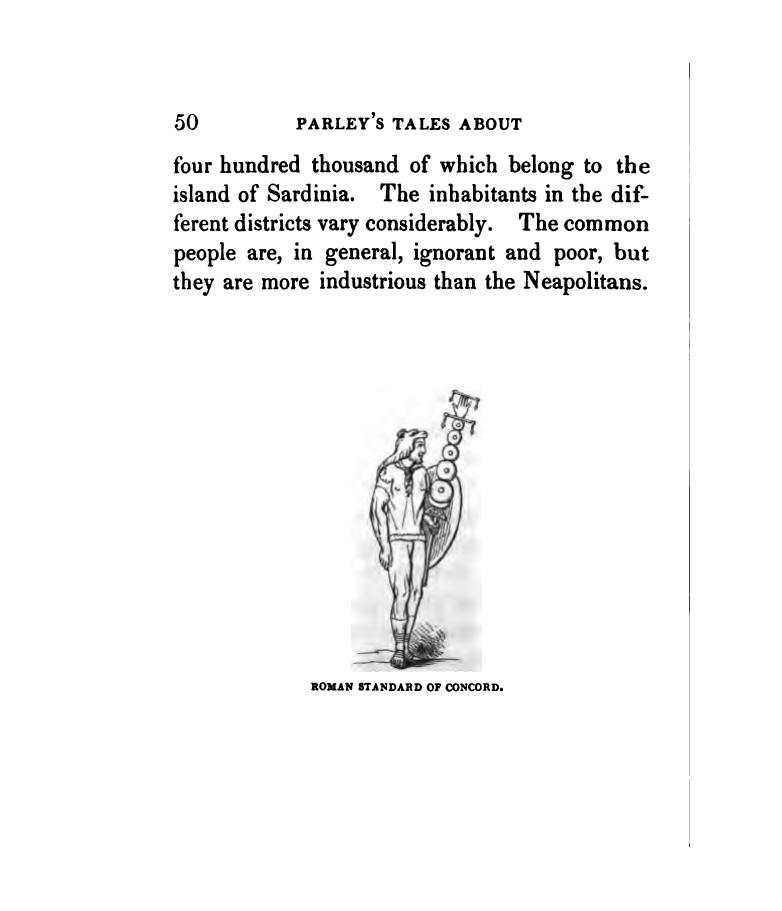 50 PARLEY'S TALES ABOUT
four hundred thousand of which belong to the
island of Sardinia. The inhabitants in the dif-
ferent districts vary considerably. The common
people are, in general, ignorant and poor, but
they are more industrious than the Neapolitans.
ROMAN STANDARD OF CONCORD.